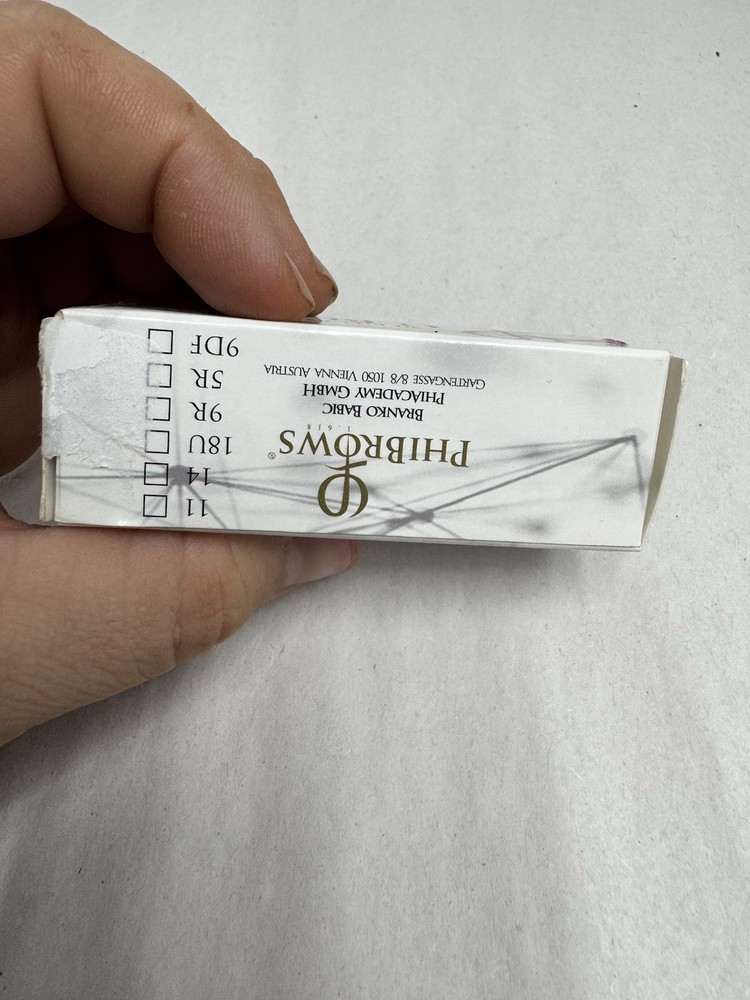 φ
PHIBROWS®
1.618
BRANKO BABIC
PHIACADEMY GMBH
GARTENGASSE 8/8 1050 VIENNA AUSTRIA
11 ☐
14 ☐
18U ☐
9R ☐
5R ☐
9DF ☐